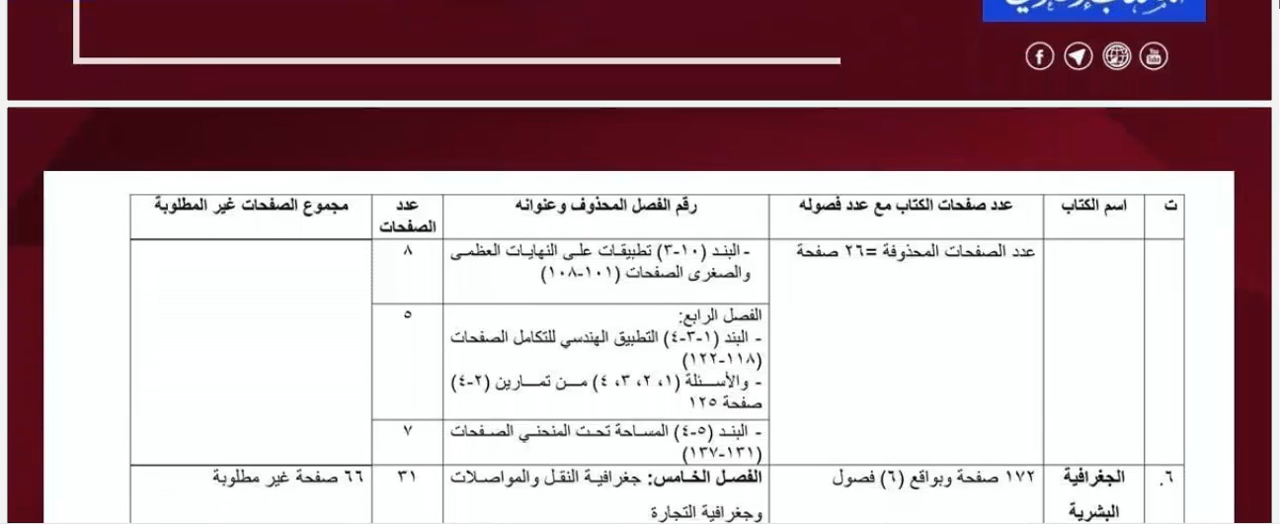 ت
اسم الكتاب
عدد صفحات الكتاب مع عدد فصوله
رقم الفصل المحذوف وعنوانه
عدد
الصفحات
مجموع الصفحات غير المطلوبة
عدد الصفحات المحذوفة =٢٦ صفحة
- البند (١٠-٣) تطبيقات على النهايات العظمى
والصغرى الصفحات (١٠١-١٠٨)
٨
الفصل الرابع:
- البند (١-٣-٤) التطبيق الهندسي للتكامل الصفحات
(١١٨-١٢٢)
- والأسئلة (١، ٢، ٣، ٤) من تمارين (٢-٤)
صفحة ١٢٥
٥
- البند (٥-٤) المساحة تحت المنحني الصفحات
(١٣١-١٣٧)
٧
٦.
الجغرافية
البشرية
١٧٢ صفحة وبواقع (٦) فصول
الفصل الخامس: جغرافية النقل والمواصلات
وجغرافية التجارة
٣١
٦٦ صفحة غير مطلوبة